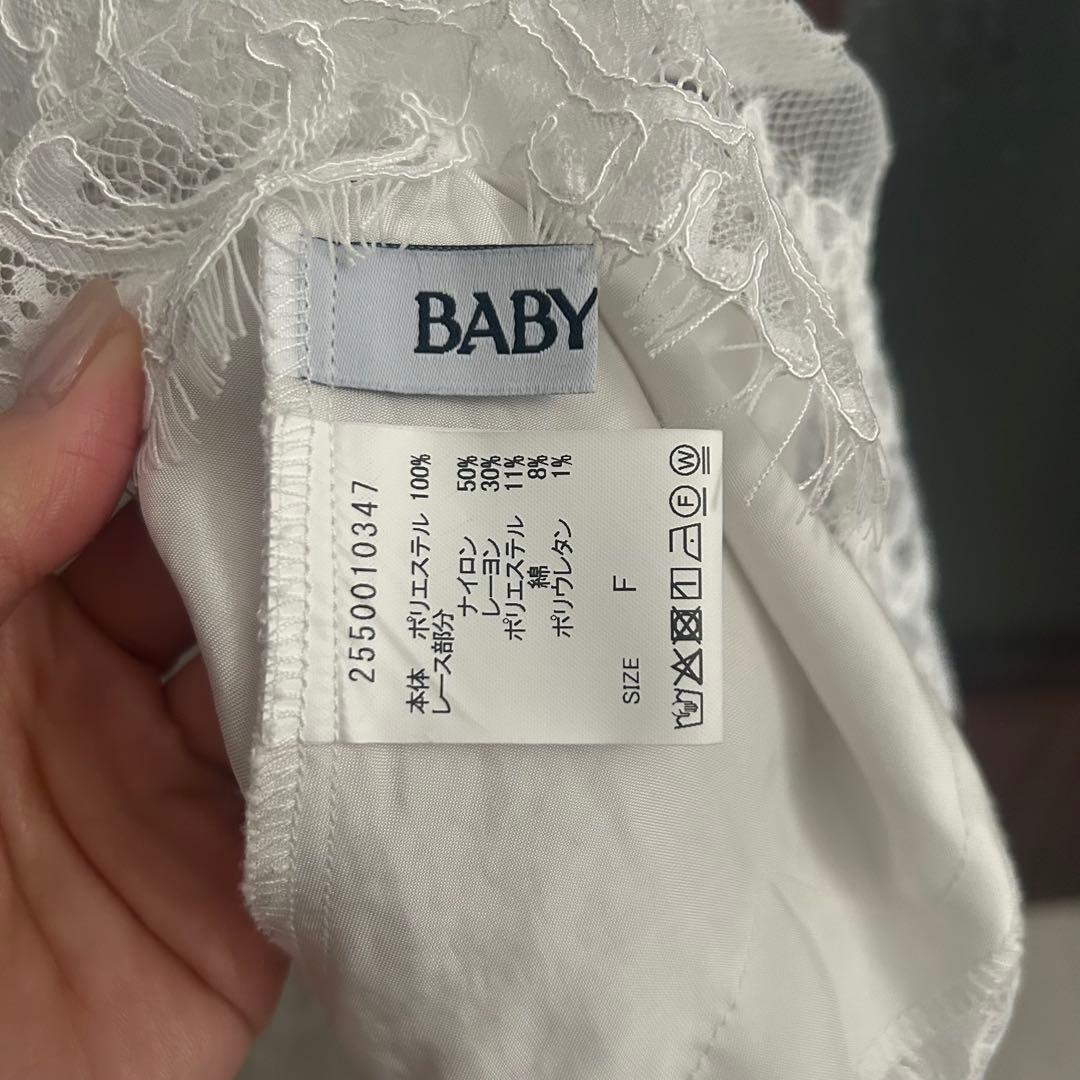 BABY
2550010347
本体 ポリエステル 100%
レース部分
ナイロン 50%
レーヨン 30%
ポリエステル 11%
綿 8%
ポリウレタン 1%
SIZE F
F W